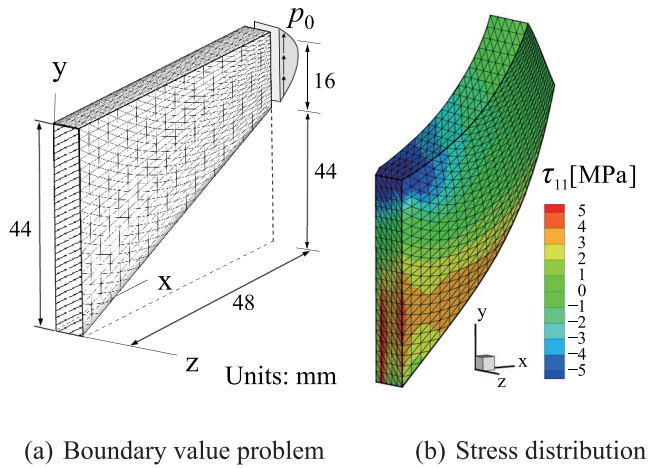 p₀
y
16
44
44
x
48
z
Units: mm
(a) Boundary value problem
τ₁₁[MPa]
5
4
3
2
1
0
−1
−2
−3
−4
−5
y
x
z
(b) Stress distribution